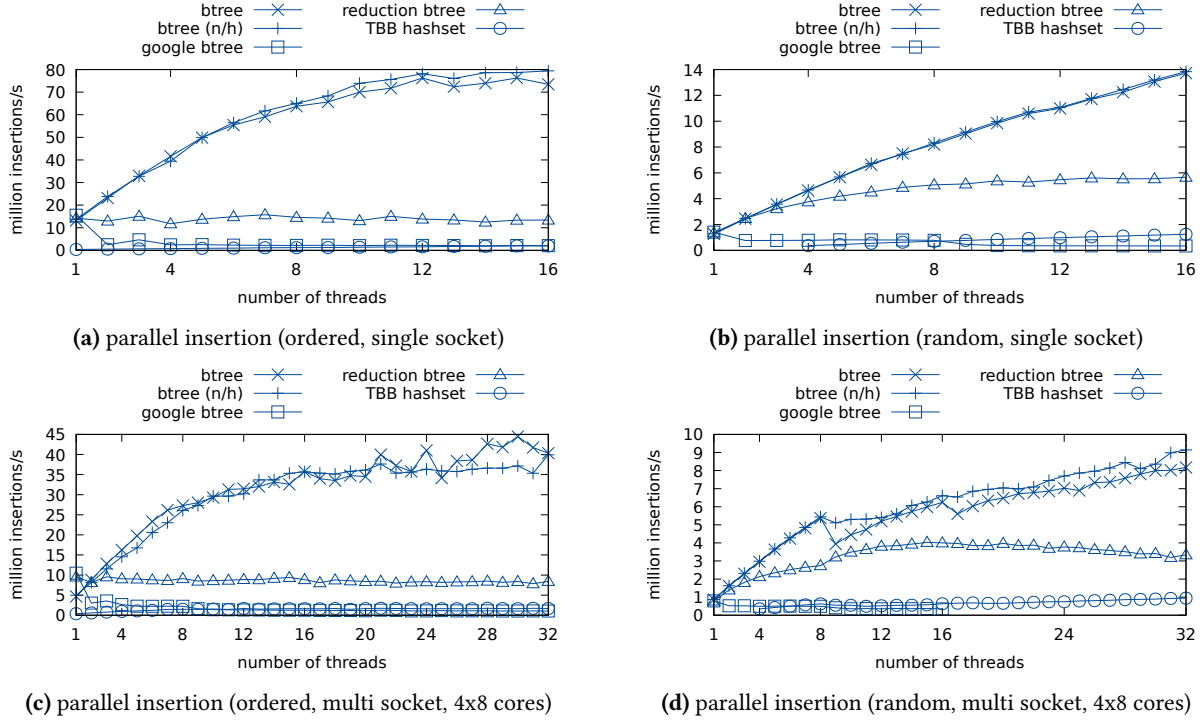 btree
btree (n/h)
google btree
reduction btree
TBB hashset
million insertions/s
80
70
60
50
40
30
20
10
0
1 4 8 12 16
number of threads
(a) parallel insertion (ordered, single socket)
btree
btree (n/h)
google btree
reduction btree
TBB hashset
million insertions/s
14
12
10
8
6
4
2
0
1 4 8 12 16
number of threads
(b) parallel insertion (random, single socket)
btree
btree (n/h)
google btree
reduction btree
TBB hashset
million insertions/s
45
40
35
30
25
20
15
10
5
0
1 4 8 12 16 20 24 28 32
number of threads
(c) parallel insertion (ordered, multi socket, 4x8 cores)
btree
btree (n/h)
google btree
reduction btree
TBB hashset
million insertions/s
10
9
8
7
6
5
4
3
2
1
0
1 4 8 12 16 24 32
number of threads
(d) parallel insertion (random, multi socket, 4x8 cores)